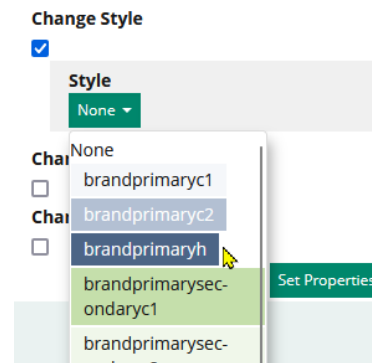 Change Style
Style
None
None
brandprimaryc1
brandprimaryc2
brandprimaryh
Set Properties
brandprimarysec-
ondaryc1
brandprimarysec-